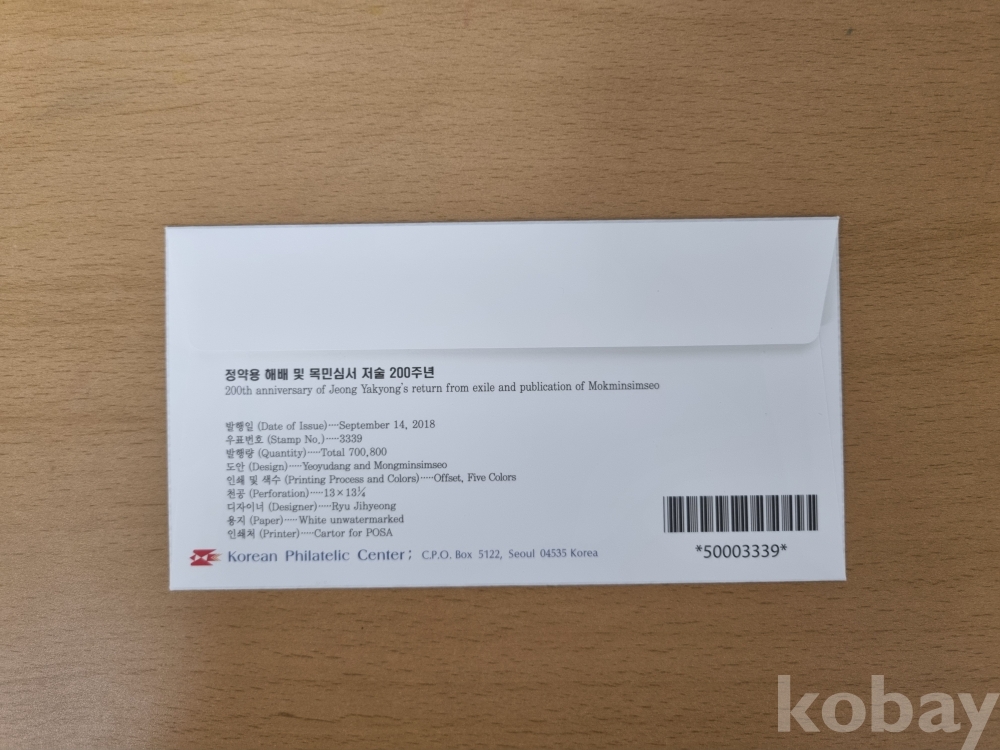 정약용 해배 및 목민심서 저술 200주년
200th anniversary of Jeong Yakyong's return from exile and publication of Mokminsimseo
발행일 (Date of Issue)····September 14, 2018
우표번호 (Stamp No.)·····3339
발행량 (Quantity)·····Total 700,800
도안 (Design)·····Yeoyudang and Mongminsimseo
인쇄 및 색수 (Printing Process and Colors)·····Offset, Five Colors
천공 (Perforation)·····13×13¼
디자이너 (Designer)·····Ryu Jihyeong
용지 (Paper)·····White unwatermarked
인쇄처 (Printer)·····Cartor for POSA
Korean Philatelic Center; C.P.O. Box 5122, Seoul 04535 Korea
*50003339*
kobay